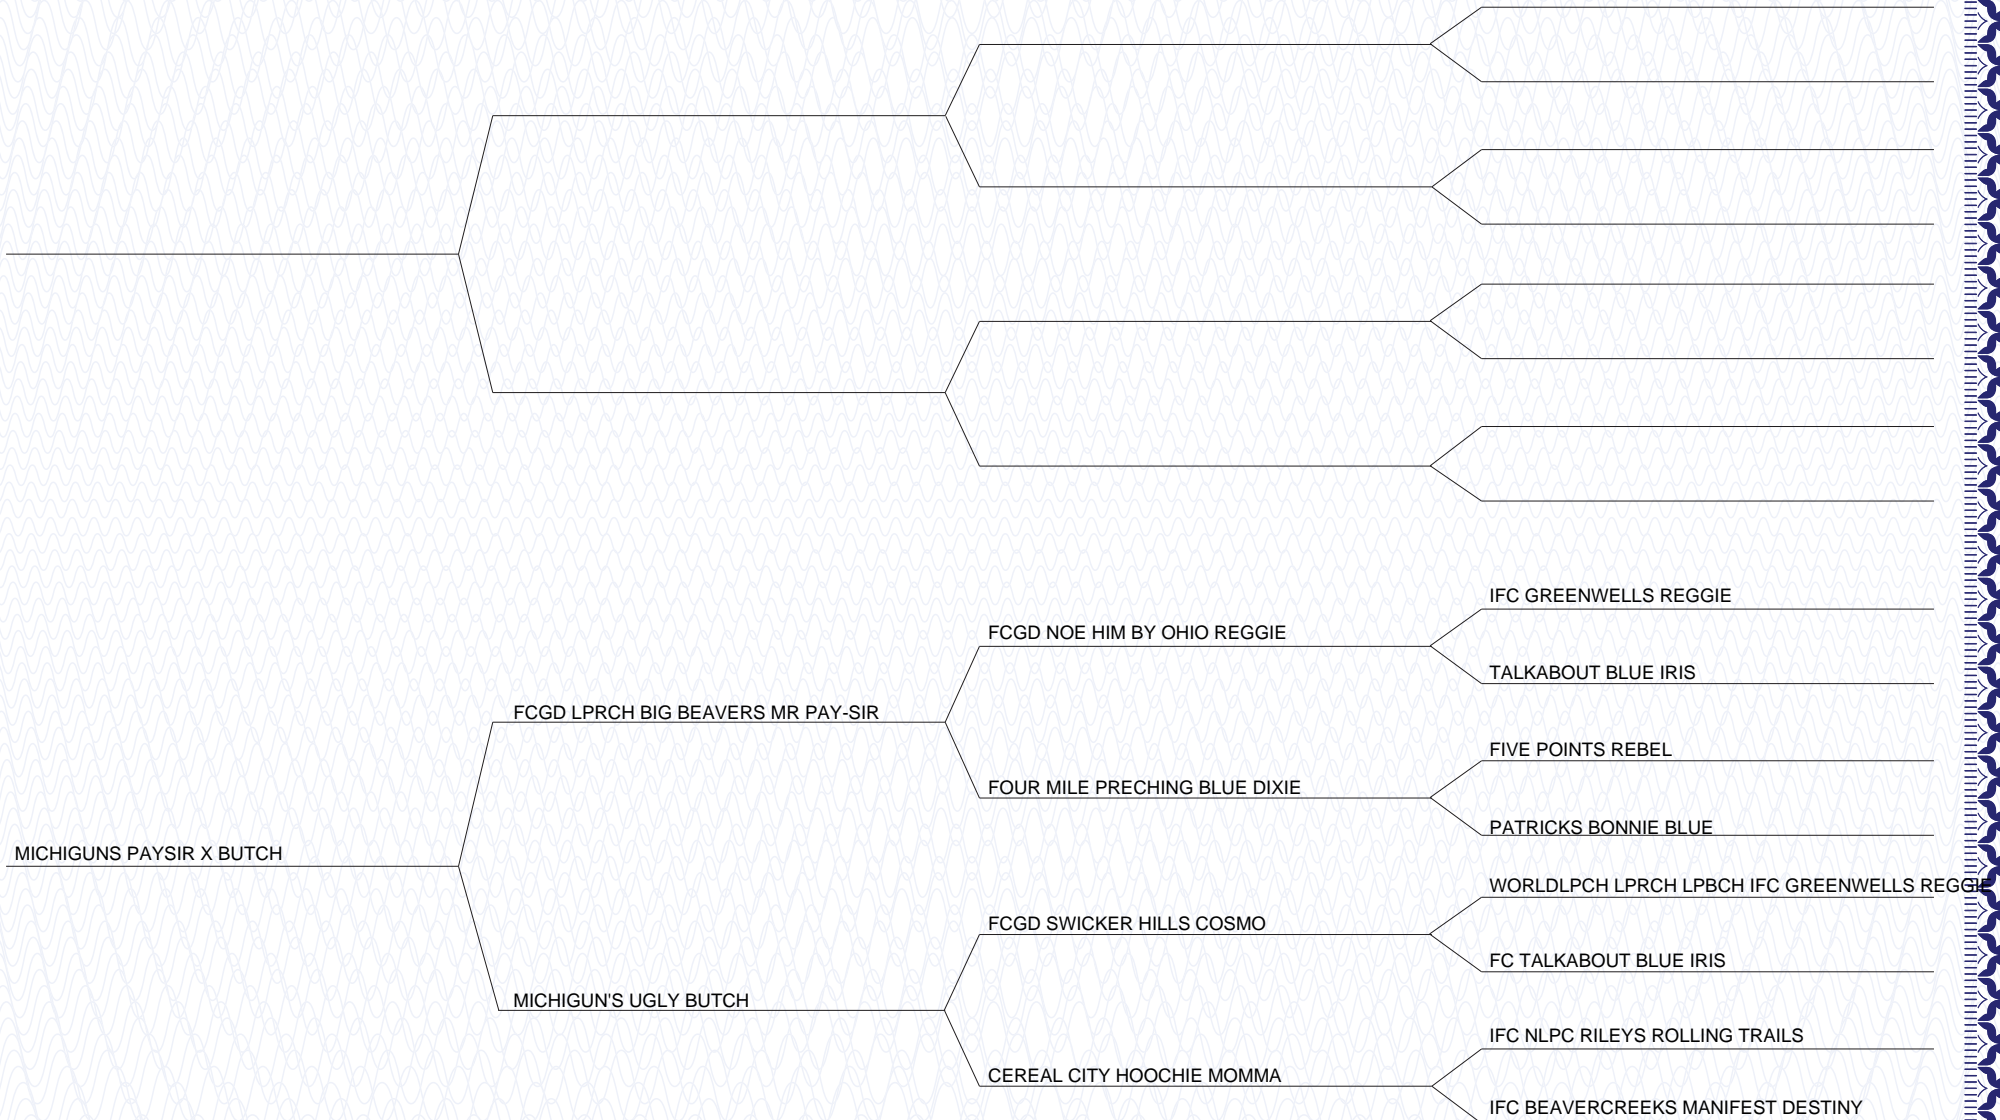 IFC GREENWELLS REGGIE
FCGD NOE HIM BY OHIO REGGIE
TALKABOUT BLUE IRIS
FCGD LPRCH BIG BEAVERS MR PAY-SIR
FIVE POINTS REBEL
FOUR MILE PRECHING BLUE DIXIE
PATRICKS BONNIE BLUE
MICHIGUNS PAYSIR X BUTCH
WORLDLPCH LPRCH LPBCH IFC GREENWELLS REGGIE
FCGD SWICKER HILLS COSMO
FC TALKABOUT BLUE IRIS
MICHIGUN'S UGLY BUTCH
IFC NLPC RILEYS ROLLING TRAILS
CEREAL CITY HOOCHIE MOMMA
IFC BEAVERCREEKS MANIFEST DESTINY